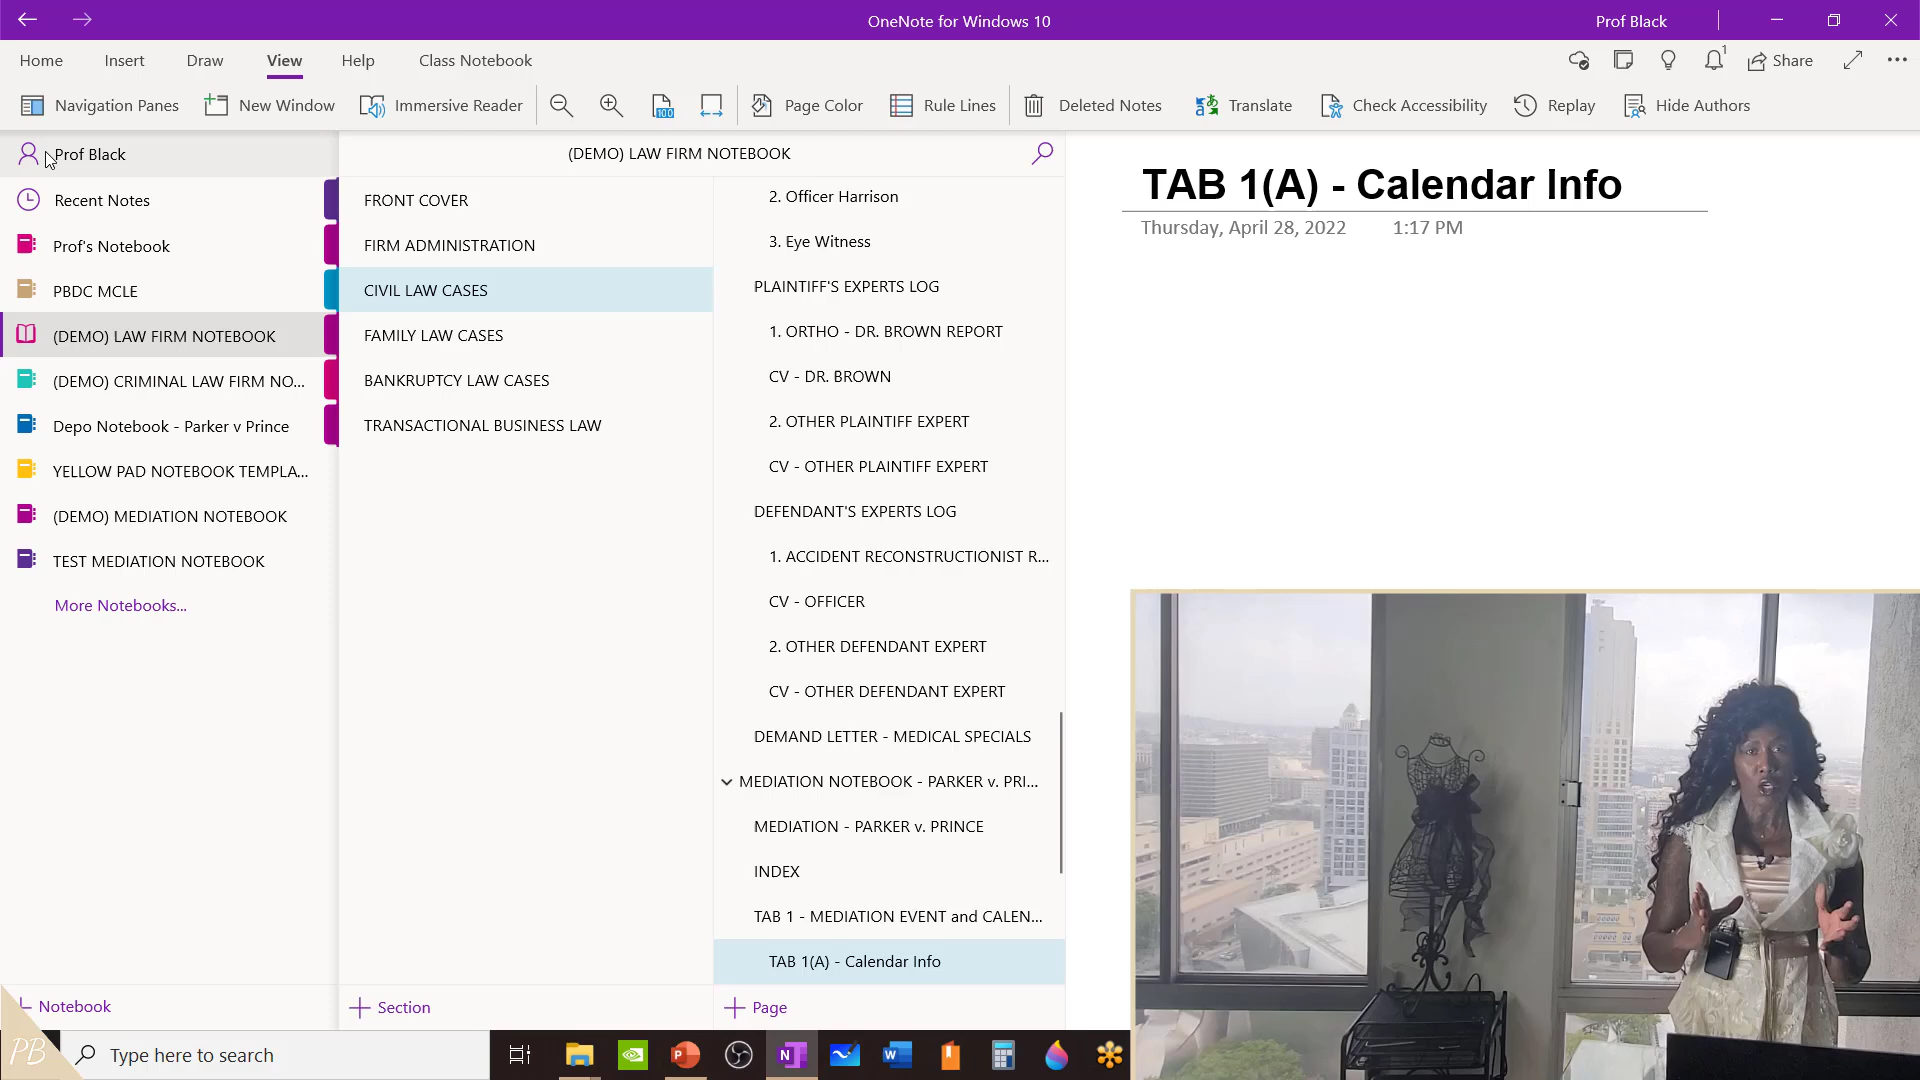 OneNote for Windows 10
Prof Black
Home
Insert
Draw
View
Help
Class Notebook
1
Share
Navigation Panes
New Window
Immersive Reader
100
Page Color
Rule Lines
Deleted Notes
Translate
Check Accessibility
Replay
Hide Authors
Prof Black
Recent Notes
Prof's Notebook
PBDC MCLE
(DEMO) LAW FIRM NOTEBOOK
(DEMO) CRIMINAL LAW FIRM NO...
Depo Notebook - Parker v Prince
YELLOW PAD NOTEBOOK TEMPLA...
(DEMO) MEDIATION NOTEBOOK
TEST MEDIATION NOTEBOOK
More Notebooks...
Notebook
(DEMO) LAW FIRM NOTEBOOK
FRONT COVER
FIRM ADMINISTRATION
CIVIL LAW CASES
FAMILY LAW CASES
BANKRUPTCY LAW CASES
TRANSACTIONAL BUSINESS LAW
Section
2. Officer Harrison
3. Eye Witness
PLAINTIFF'S EXPERTS LOG
1. ORTHO - DR. BROWN REPORT
CV - DR. BROWN
2. OTHER PLAINTIFF EXPERT
CV - OTHER PLAINTIFF EXPERT
DEFENDANT'S EXPERTS LOG
1. ACCIDENT RECONSTRUCTIONIST R...
CV - OFFICER
2. OTHER DEFENDANT EXPERT
CV - OTHER DEFENDANT EXPERT
DEMAND LETTER - MEDICAL SPECIALS
MEDIATION NOTEBOOK - PARKER v. PRI...
MEDIATION - PARKER v. PRINCE
INDEX
TAB 1 - MEDIATION EVENT and CALEN...
TAB 1(A) - Calendar Info
Page
TAB 1(A) - Calendar Info
Thursday, April 28, 2022 1:17 PM
PB
Type here to search